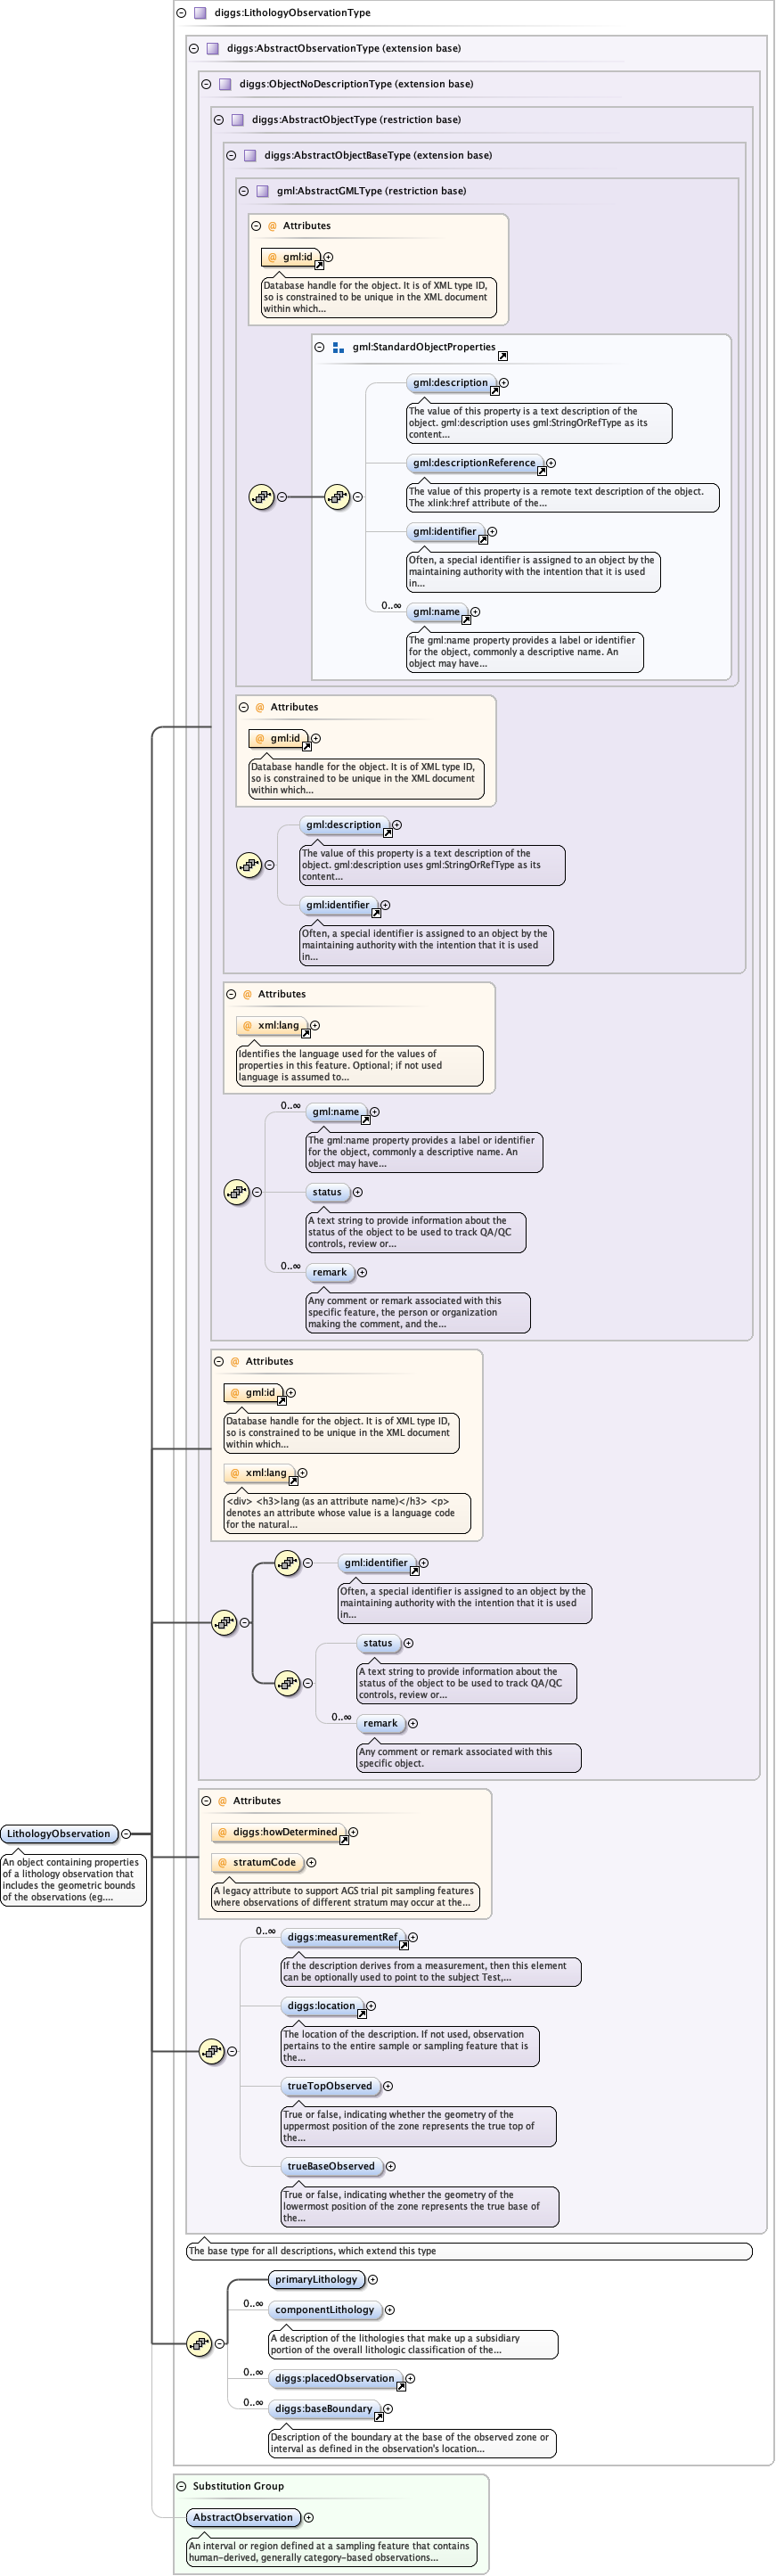 diggs:LithologyObservationType
diggs:AbstractObservationType (extension base)
diggs:ObjectNoDescriptionType (extension base)
diggs:AbstractObjectType (restriction base)
diggs:AbstractObjectBaseType (extension base)
gml:AbstractGMLType (restriction base)
@ Attributes
@ gml:id
Database handle for the object. It is of XML type ID,
so is constrained to be unique in the XML document
within which...
gml:StandardObjectProperties
gml:description
The value of this property is a text description of the
object. gml:description uses gml:StringOrRefType as its
content...
gml:descriptionReference
The value of this property is a remote text description of the object.
The xlink:href attribute of the...
gml:identifier
Often, a special identifier is assigned to an object by the
maintaining authority with the intention that it is used
in...
0..∞
gml:name
The gml:name property provides a label or identifier
for the object, commonly a descriptive name. An
object may have...
@ Attributes
@ gml:id
Database handle for the object. It is of XML type ID,
so is constrained to be unique in the XML document
within which...
gml:description
The value of this property is a text description of the
object. gml:description uses gml:StringOrRefType as its
content...
gml:identifier
Often, a special identifier is assigned to an object by the
maintaining authority with the intention that it is used
in...
@ Attributes
@ xml:lang
Identifies the language used for the values of
properties in this feature. Optional; if not used
language is assumed to...
0..∞
gml:name
The gml:name property provides a label or identifier
for the object, commonly a descriptive name. An
object may have...
status
A text string to provide information about the
status of the object to be used to track QA/QC
controls, review or...
0..∞
remark
Any comment or remark associated with this
specific feature, the person or organization
making the comment, and the...
@ Attributes
@ gml:id
Database handle for the object. It is of XML type ID,
so is constrained to be unique in the XML document
within which...
@ xml:lang
<div> <h3>lang (as an attribute name)</h3> <p>
denotes an attribute whose value is a language code
for the natural...
gml:identifier
Often, a special identifier is assigned to an object by the
maintaining authority with the intention that it is used
in...
status
A text string to provide information about the
status of the object to be used to track QA/QC
controls, review or...
0..∞
remark
Any comment or remark associated with this
specific object.
@ Attributes
@ diggs:howDetermined
@ stratumCode
A legacy attribute to support AGS trial pit sampling features
where observations of different stratum may occur at the...
LithologyObservation
An object containing properties
of a lithology observation that
includes the geometric bounds
of the observations (eg....
0..∞
diggs:measurementRef
If the description derives from a measurement, then this element
can be optionally used to point to the subject Test,...
diggs:location
The location of the description. If not used, observation
pertains to the entire sample or sampling feature that is
the...
trueTopObserved
True or false, indicating whether the geometry of the
uppermost position of the zone represents the true top of
the...
trueBaseObserved
True or false, indicating whether the geometry of the
lowermost position of the zone represents the true base of
the...
The base type for all descriptions, which extend this type
primaryLithology
0..∞
componentLithology
A description of the lithologies that make up a subsidiary
portion of the overall lithologic classification of the...
0..∞
diggs:placedObservation
0..∞
diggs:baseBoundary
Description of the boundary at the base of the observed zone or
interval as defined in the observation's location...
Substitution Group
AbstractObservation
An interval or region defined at a sampling feature that contains
human-derived, generally category-based observations...